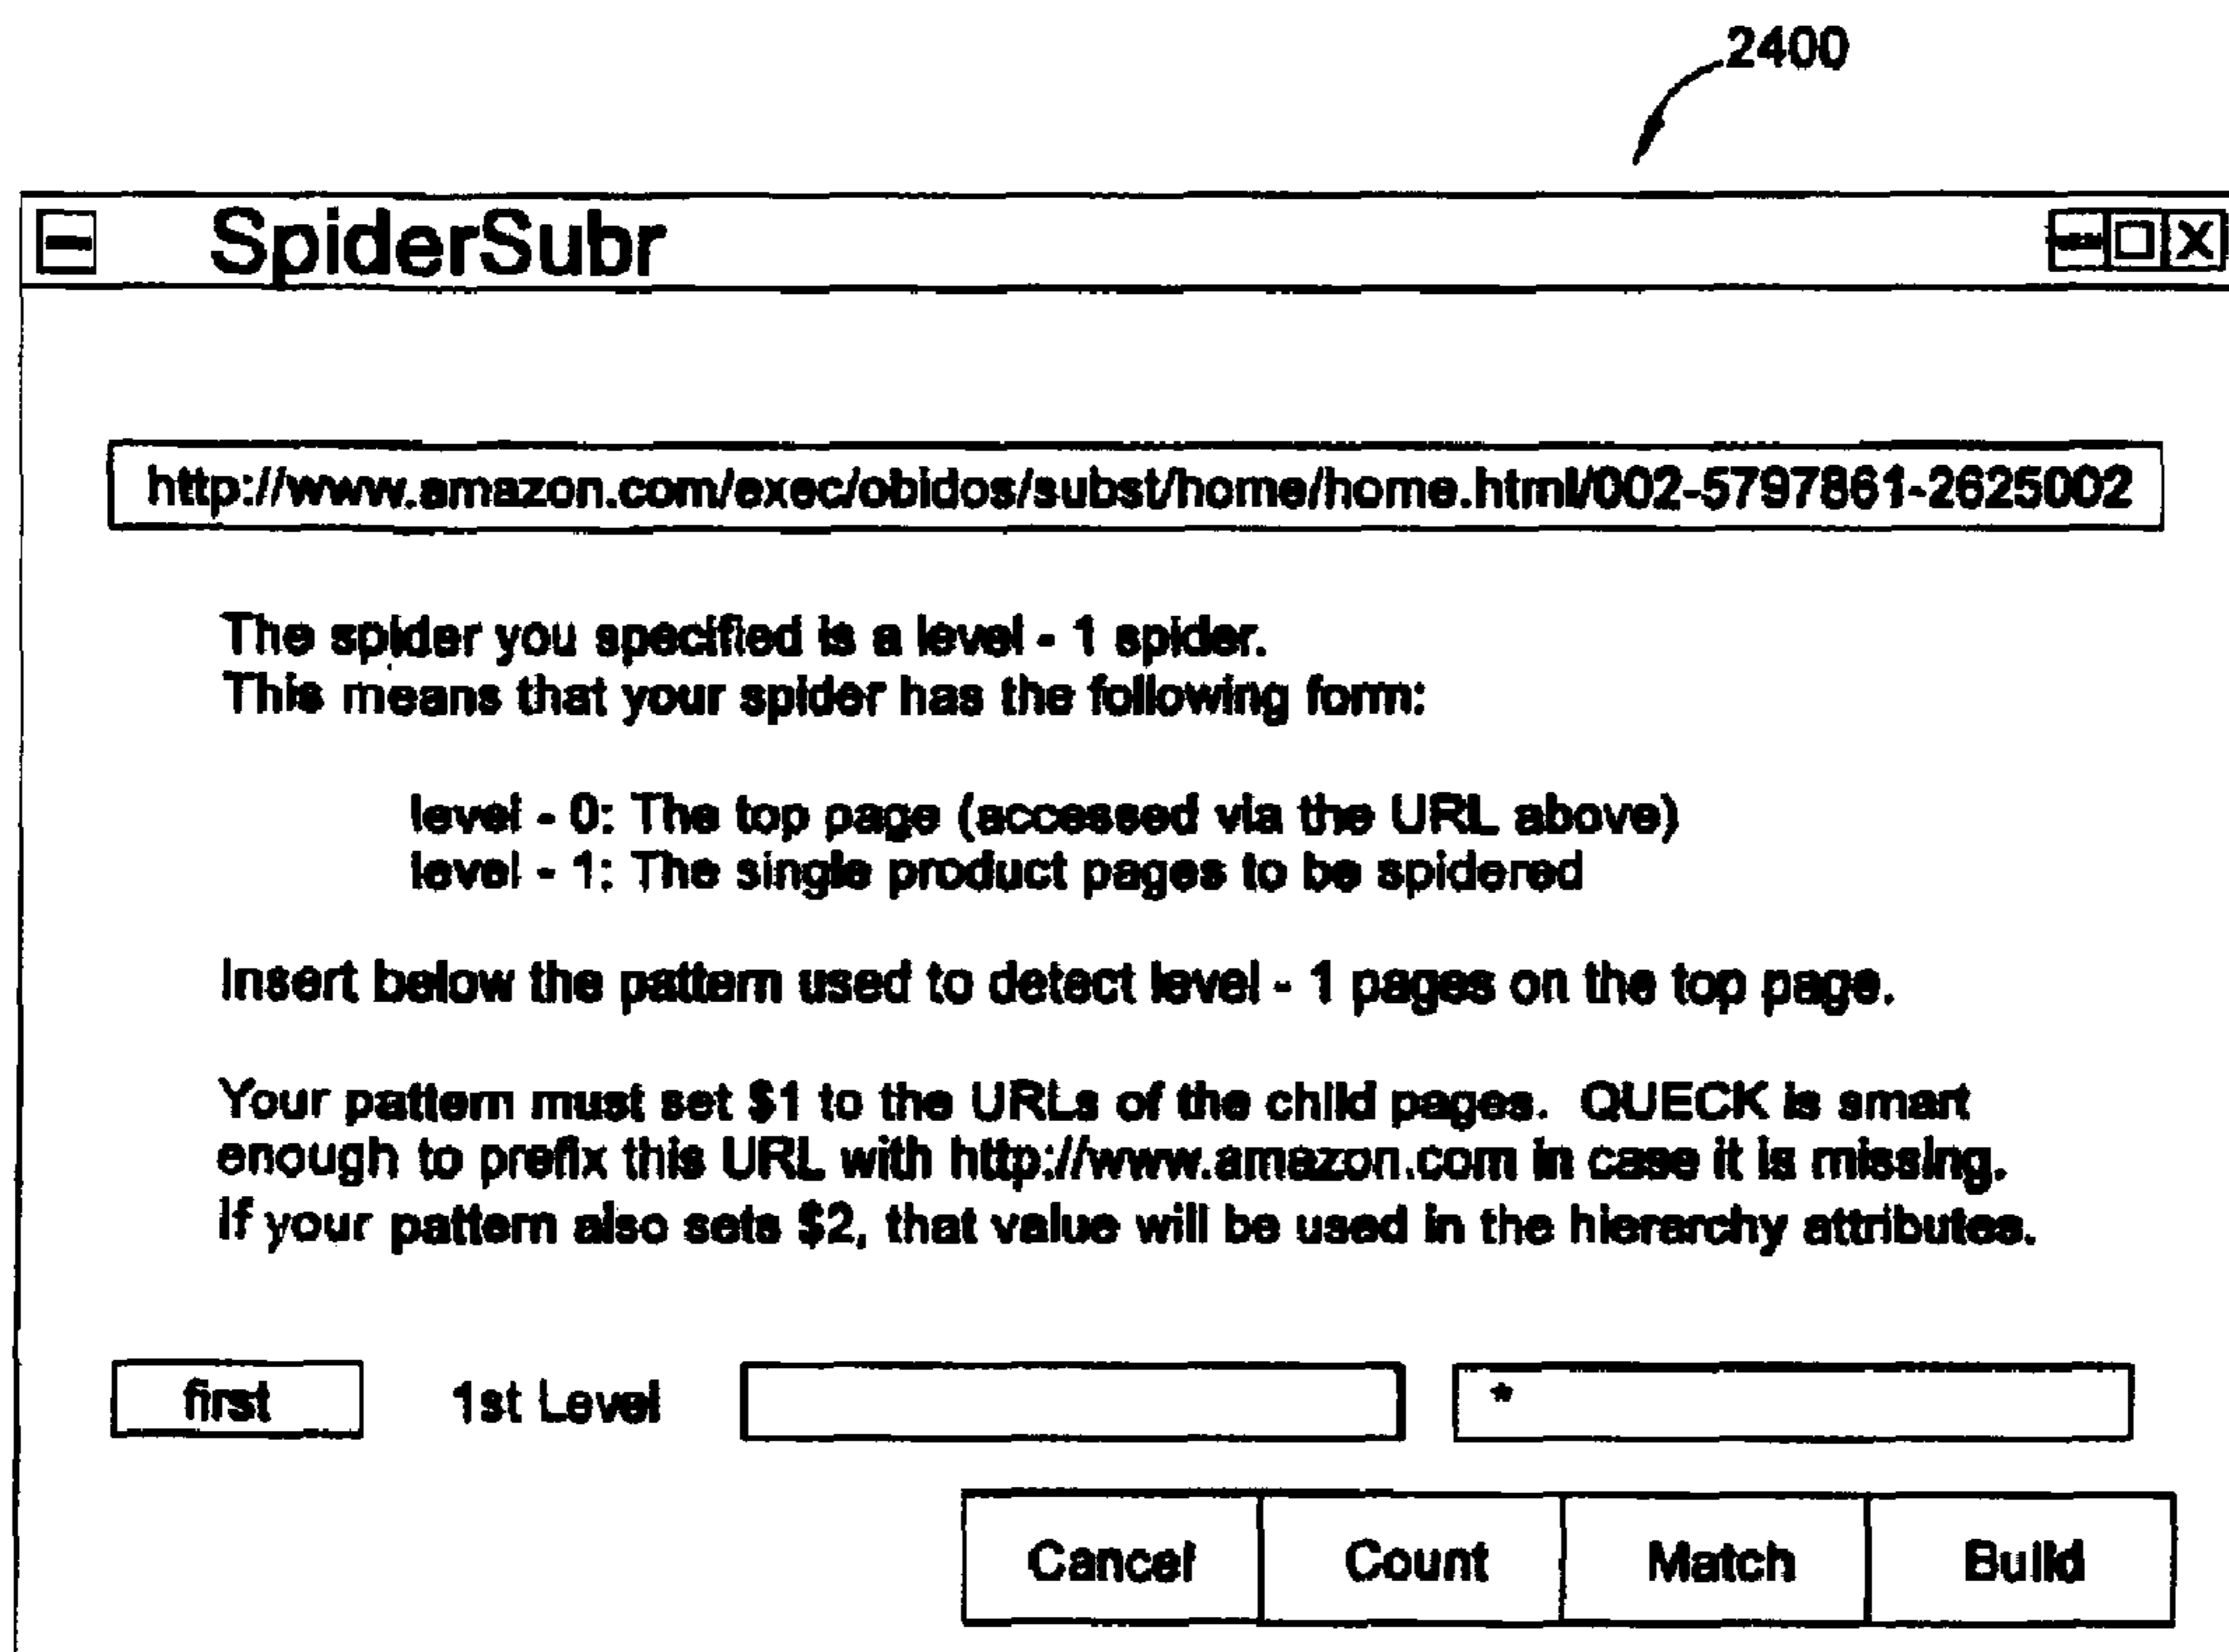 2400
SpiderSubr
http://www.amazon.com/exec/obidos/subst/home/home.html/002-5797861-2625002
The spider you specified is a level - 1 spider.
This means that your spider has the following form:
level - 0: The top page (accessed via the URL above)
level - 1: The single product pages to be spidered
Insert below the pattern used to detect level - 1 pages on the top page.
Your pattern must set $1 to the URLs of the child pages. QUECK is smart
enough to prefix this URL with http://www.amazon.com in case it is missing.
If your pattern also sets $2, that value will be used in the hierarchy attributes.
first 1st Level *
Cancel Count Match Build